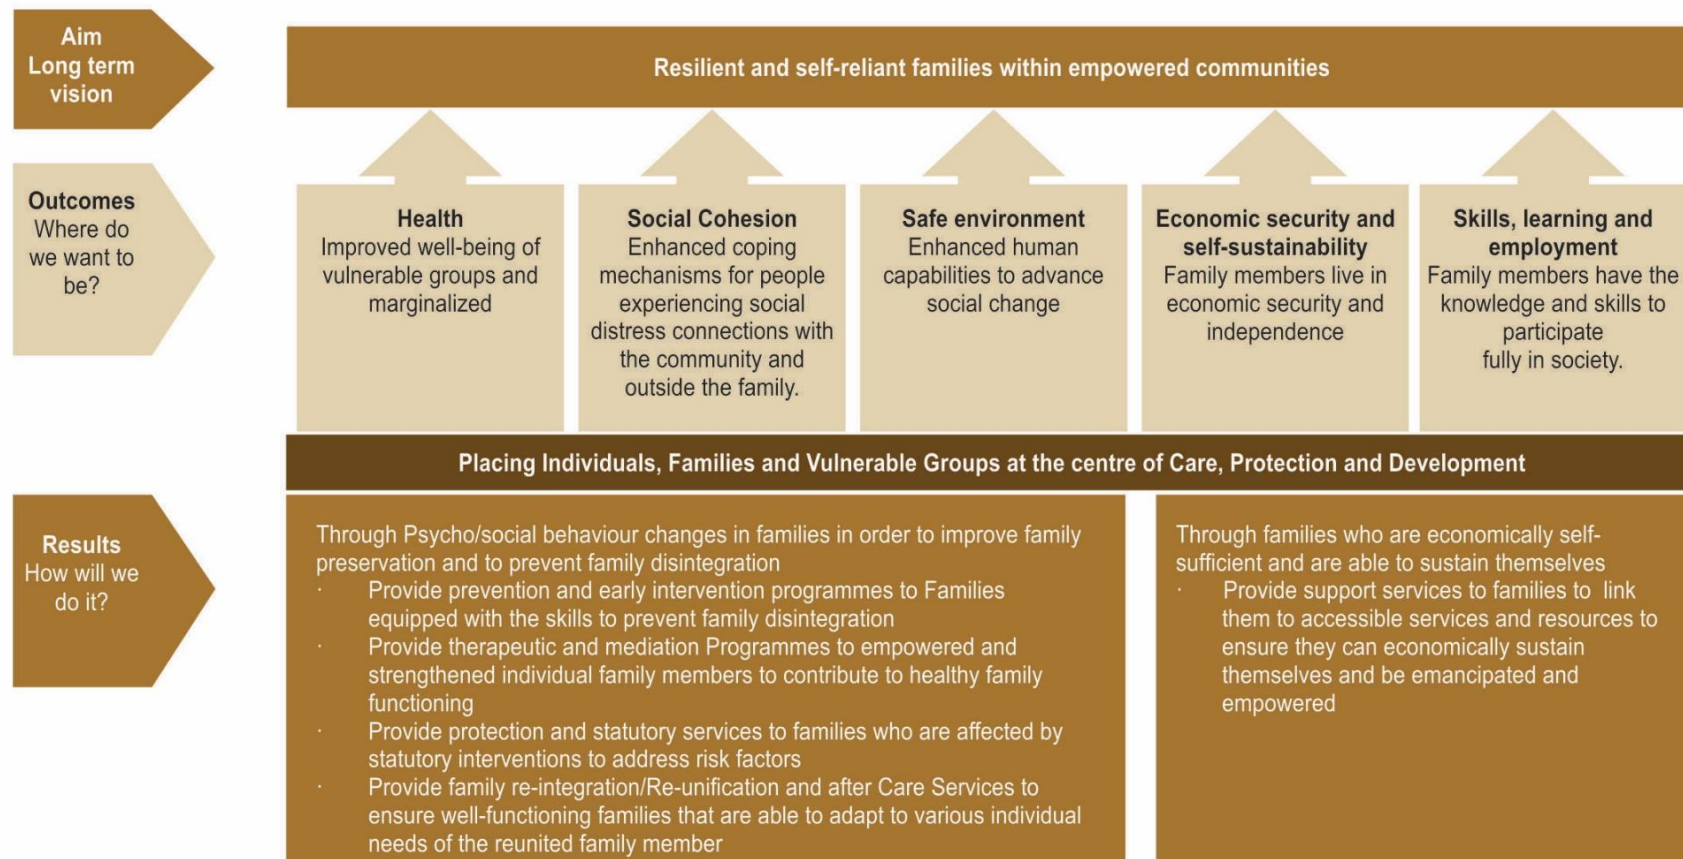 Aim
Long term
vision
Resilient and self-reliant families within empowered communities
Outcomes
Where do
we want to
be?
Health
Improved well-being of
vulnerable groups and
marginalized
Social Cohesion
Enhanced coping
mechanisms for people
experiencing social
distress connections with
the community and
outside the family.
Safe environment
Enhanced human
capabilities to advance
social change
Economic security and
self-sustainability
Family members live in
economic security and
independence
Skills, learning and
employment
Family members have the
knowledge and skills to
participate
fully in society.
Placing Individuals, Families and Vulnerable Groups at the centre of Care, Protection and Development
Results
How will we
do it?
Through Psycho/social behaviour changes in families in order to improve family
preservation and to prevent family disintegration
· Provide prevention and early intervention programmes to Families
equipped with the skills to prevent family disintegration
· Provide therapeutic and mediation Programmes to empowered and
strengthened individual family members to contribute to healthy family
functioning
· Provide protection and statutory services to families who are affected by
statutory interventions to address risk factors
· Provide family re-integration/Re-unification and after Care Services to
ensure well-functioning families that are able to adapt to various individual
needs of the reunited family member
Through families who are economically self-
sufficient and are able to sustain themselves
· Provide support services to families to link
them to accessible services and resources to
ensure they can economically sustain
themselves and be emancipated and
empowered